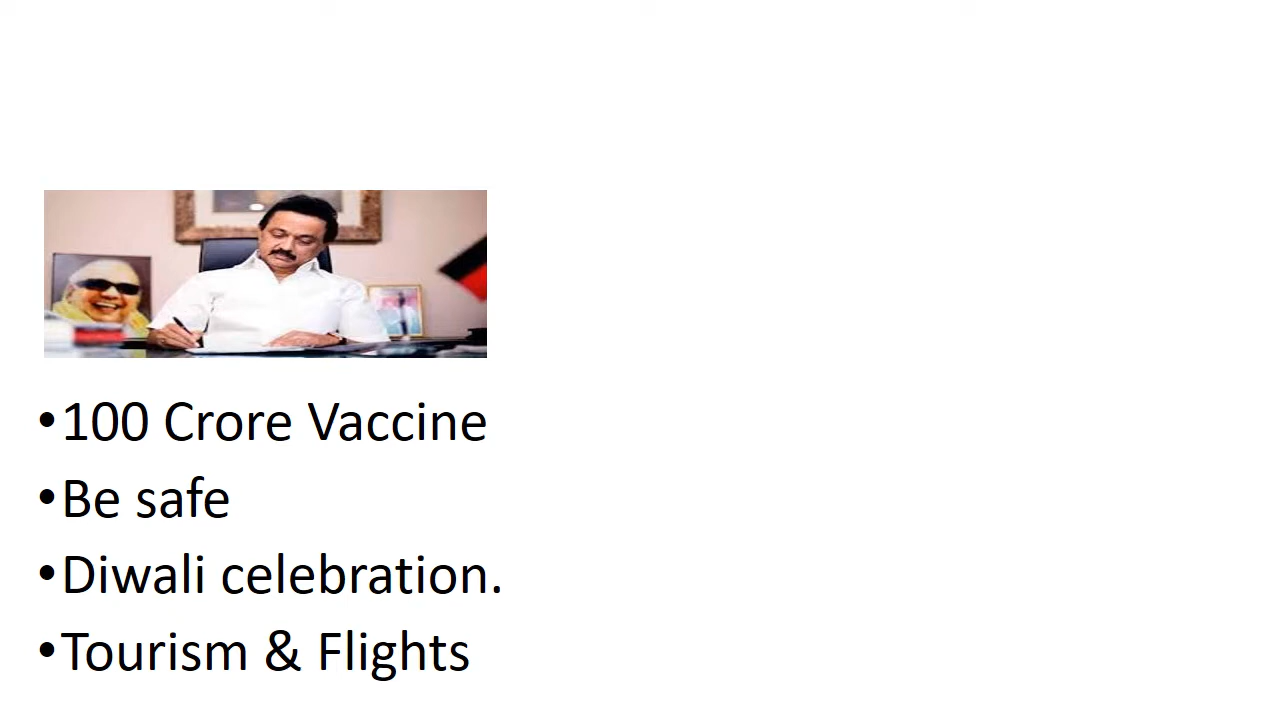 •100 Crore Vaccine
•Be safe
•Diwali celebration.
•Tourism & Flights